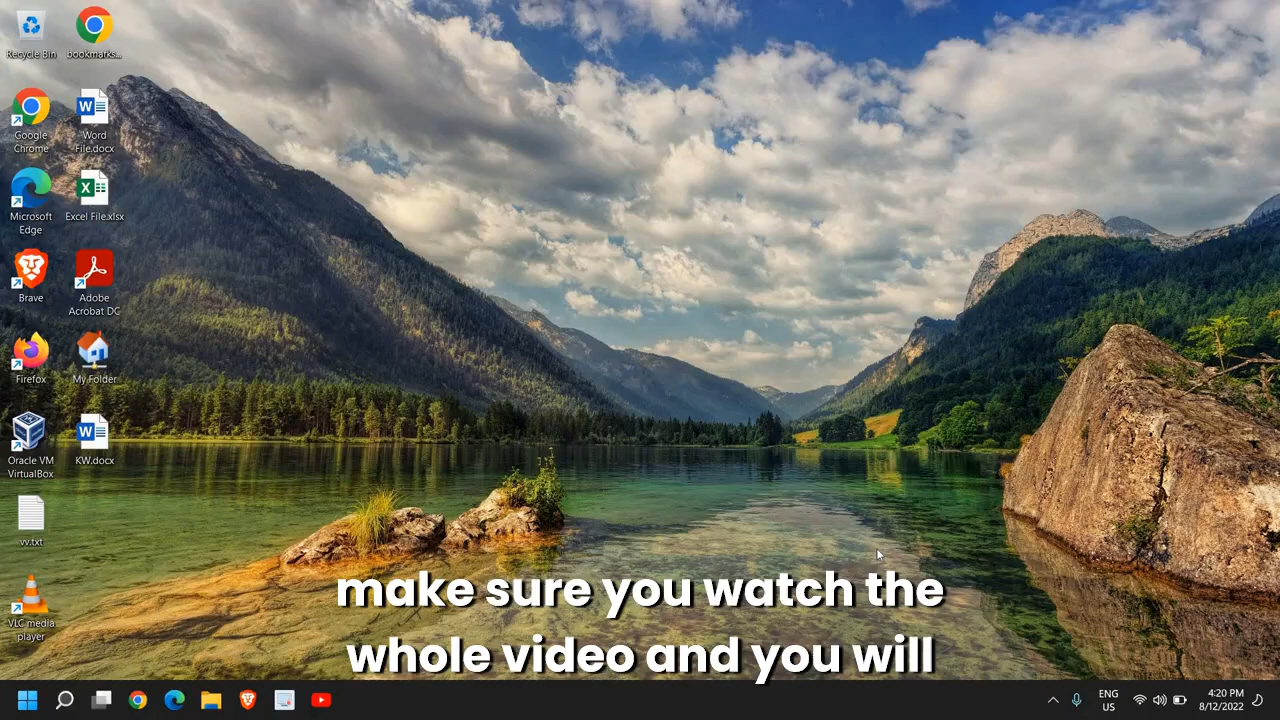 Recycle Bin
bookmarks...
Google
Chrome
Word
File.docx
Microsoft
Edge
Excel File.xlsx
Brave
Adobe
Acrobat DC
Firefox
My Folder
Oracle VM
VirtualBox
KW.docx
vv.txt
VLC media
player
make sure you watch the
whole video and you will
ENG
US
4:20 PM
8/12/2022